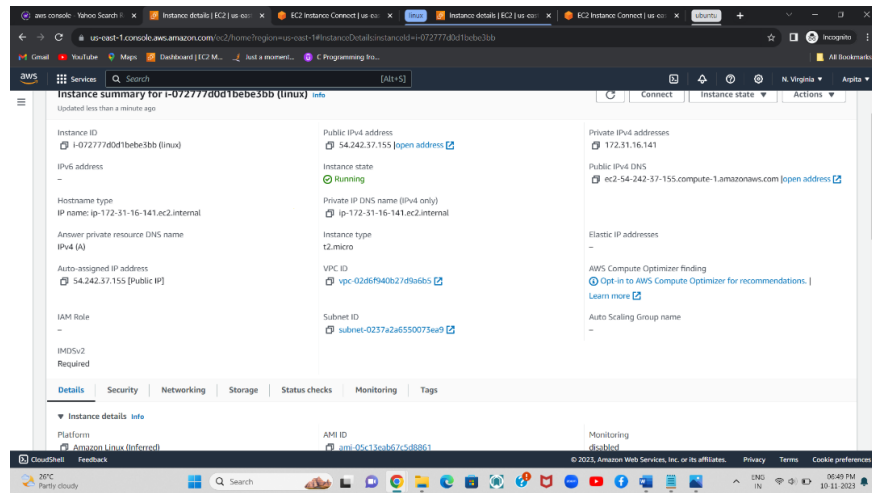 aws console - Yahoo Search R
Instance details | EC2 | us-east
EC2 Instance Connect | us-eas
linux
Instance details | EC2 | us-east
EC2 Instance Connect | us-eas
ubuntu
us-east-1.console.aws.amazon.com/ec2/home?region=us-east-1#InstanceDetails:instanceId=i-072777d0d1bebe3bb
Incognito
Gmail YouTube Maps Dashboard | EC2 M... Just a moment... C Programming Iro... All Bookmarks
aws Services Search [Alt+S] N. Virginia Arpita
Instance summary for i-072777d0d1bebe3bb (linux) Info Connect Instance state Actions
Updated less than a minute ago
Instance ID Public IPv4 address Private IPv4 addresses
i-072777d0d1bebe3bb (linux) 54.242.37.155 |open address 172.31.16.141
IPv6 address Instance state Public IPv4 DNS
– Running ec2-54-242-37-155.compute-1.amazonaws.com |open address
Hostname type Private IP DNS name (IPv4 only)
IP name: ip-172-31-16-141.ec2.internal ip-172-31-16-141.ec2.internal
Answer private resource DNS name Instance type Elastic IP addresses
IPv4 (A) t2.micro –
Auto-assigned IP address VPC ID AWS Compute Optimizer finding
54.242.37.155 [Public IP] vpc-02d6f940b27d9a6b5 Opt-in to AWS Compute Optimizer for recommendations. |
Learn more
IAM Role Subnet ID Auto Scaling Group name
– subnet-0237a2a6550073ea9 –
IMDSv2
Required
Details Security Networking Storage Status checks Monitoring Tags
Instance details Info
Platform AMI ID Monitoring
Amazon Linux (Inferred) ami-05c13eab67c5d8861 disabled
CloudShell Feedback © 2023, Amazon Web Services, Inc. or its affiliates. Privacy Terms Cookie preferences
26°C Search ENG 06:49 PM
Partly cloudy IN 10-11-2023